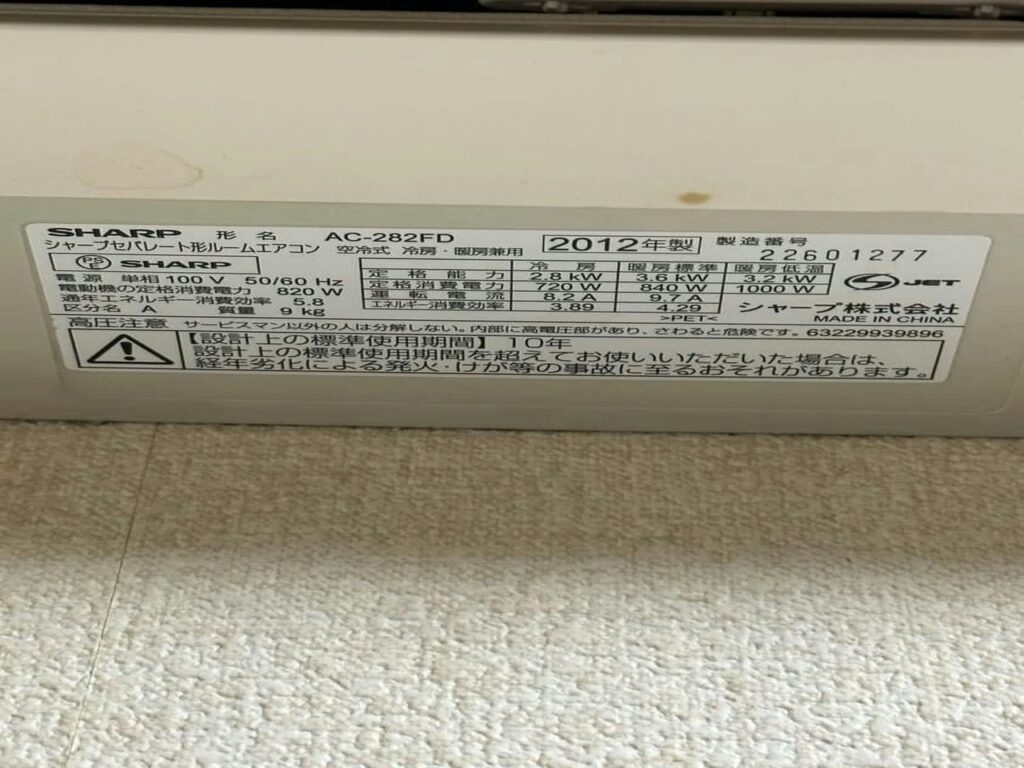 SHARP 形名 AC-282FD 2012年製 製造番号
シャープセパレート形ルームエアコン 空冷式 冷房・暖房兼用 22601277
PS E SHARP
電源 単相100V 50/60 Hz
電動機の定格消費電力 820 W
通年エネルギー消費効率 5.8
区分名 A 質量 9 kg
冷房 暖房標準 暖房低温
定格能力 2.8 kW 3.6 kW 3.2 kW
定格消費電力 720 W 840 W 1000 W
運転電流 8.2 A 9.7 A
エネルギー消費効率 3.89 4.29
>PET<
JET
シャープ株式会社
MADE IN CHINA
高圧注意 サービスマン以外の人は分解しない。内部に高電圧部があり、さわると危険です。 63229939896
【設計上の標準使用期間】10年
設計上の標準使用期間を超えてお使いいただいた場合は、
経年劣化による発火・けが等の事故に至るおそれがあります。